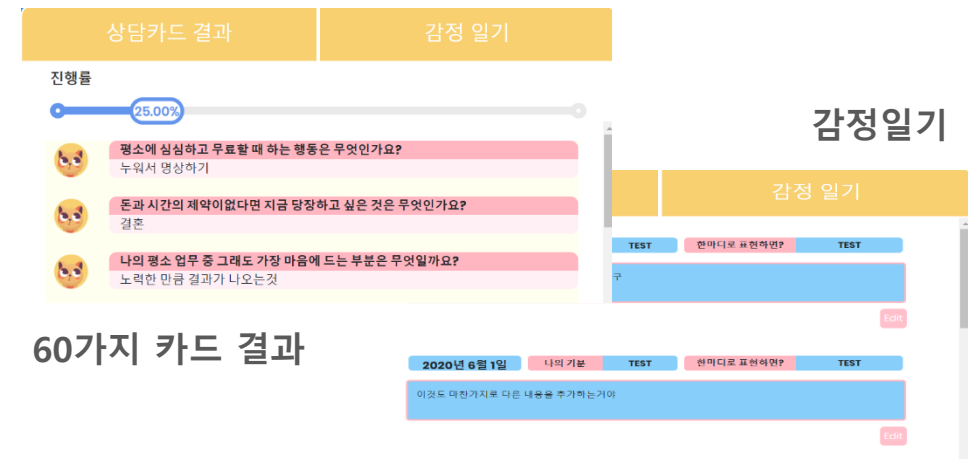 상담카드 결과
감정 일기
진행률
25.00%
평소에 심심하고 무료할 때 하는 행동은 무엇인가요?
누워서 명상하기
돈과 시간의 제약이없다면 지금 당장하고 싶은 것은 무엇인가요?
결혼
나의 평소 업무 중 그래도 가장 마음에 드는 부분은 무엇일까요?
노력한 만큼 결과가 나오는것
60가지 카드 결과
감정일기
감정 일기
TEST 한마디로 표현하면? TEST
구
Edit
2020년 6월 1일 나의 기분 TEST 한마디로 표현하면? TEST
이것도 마찬가지로 다른 내용을 추가하는거야
Edit